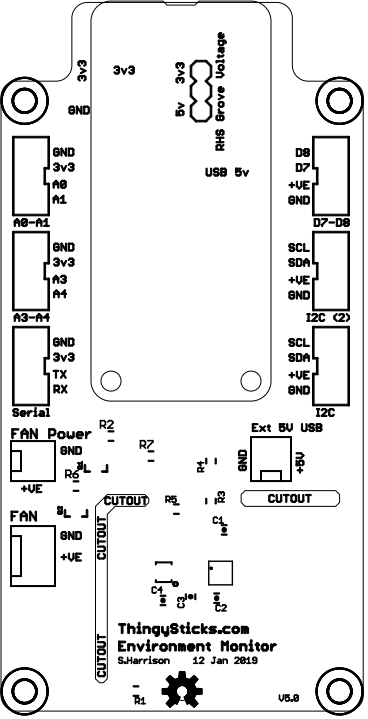 3v3
3v3
3v3
GND
5v
RHS Grove Voltage
USB 5v
GND
3v3
A0
A1
A0-A1
D8
D7
+VE
GND
D7-D8
GND
3v3
A3
A4
A3-A4
SCL
SDA
+VE
GND
I2C (2)
GND
3v3
TX
RX
Serial
SCL
SDA
+VE
GND
I2C
FAN Power
GND
+VE
R2
R7
R6
Q1
Q2
R4
R3
R5
Ext 5V USB
GND
+5V
CUTOUT
CUTOUT
CUTOUT
CUTOUT
FAN
GND
+VE
C1
C4
C3
C2
ThingySticks.com
Environment Monitor
S.Harrison 12 Jan 2019
R1
V5.0